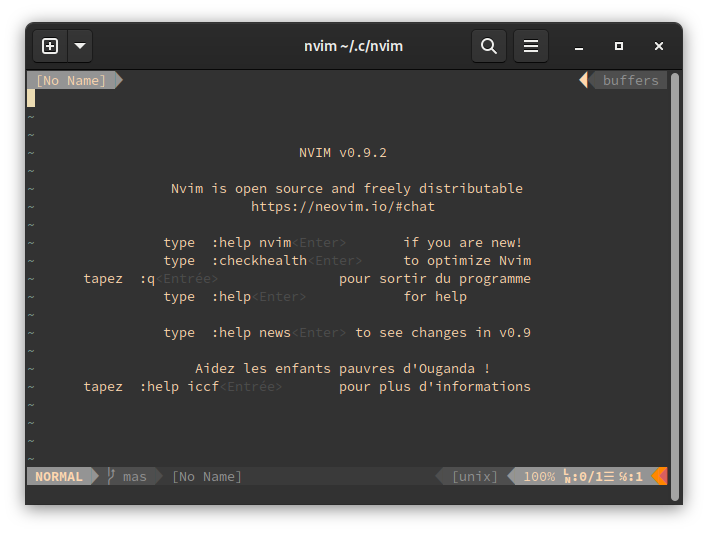 nvim ~/.c/nvim
[No Name] buffers
~
~
~ NVIM v0.9.2
~
~ Nvim is open source and freely distributable
~ https://neovim.io/#chat
~
~ type :help nvim<Enter> if you are new!
~ type :checkhealth<Enter> to optimize Nvim
~ tapez :q<Entrée> pour sortir du programme
~ type :help<Enter> for help
~
~ type :help news<Enter> to see changes in v0.9
~
~ Aidez les enfants pauvres d'Ouganda !
~ tapez :help iccf<Entrée> pour plus d'informations
~
~
~
~
NORMAL mas [No Name] [unix] 100% LN:0/1☰ ℅:1